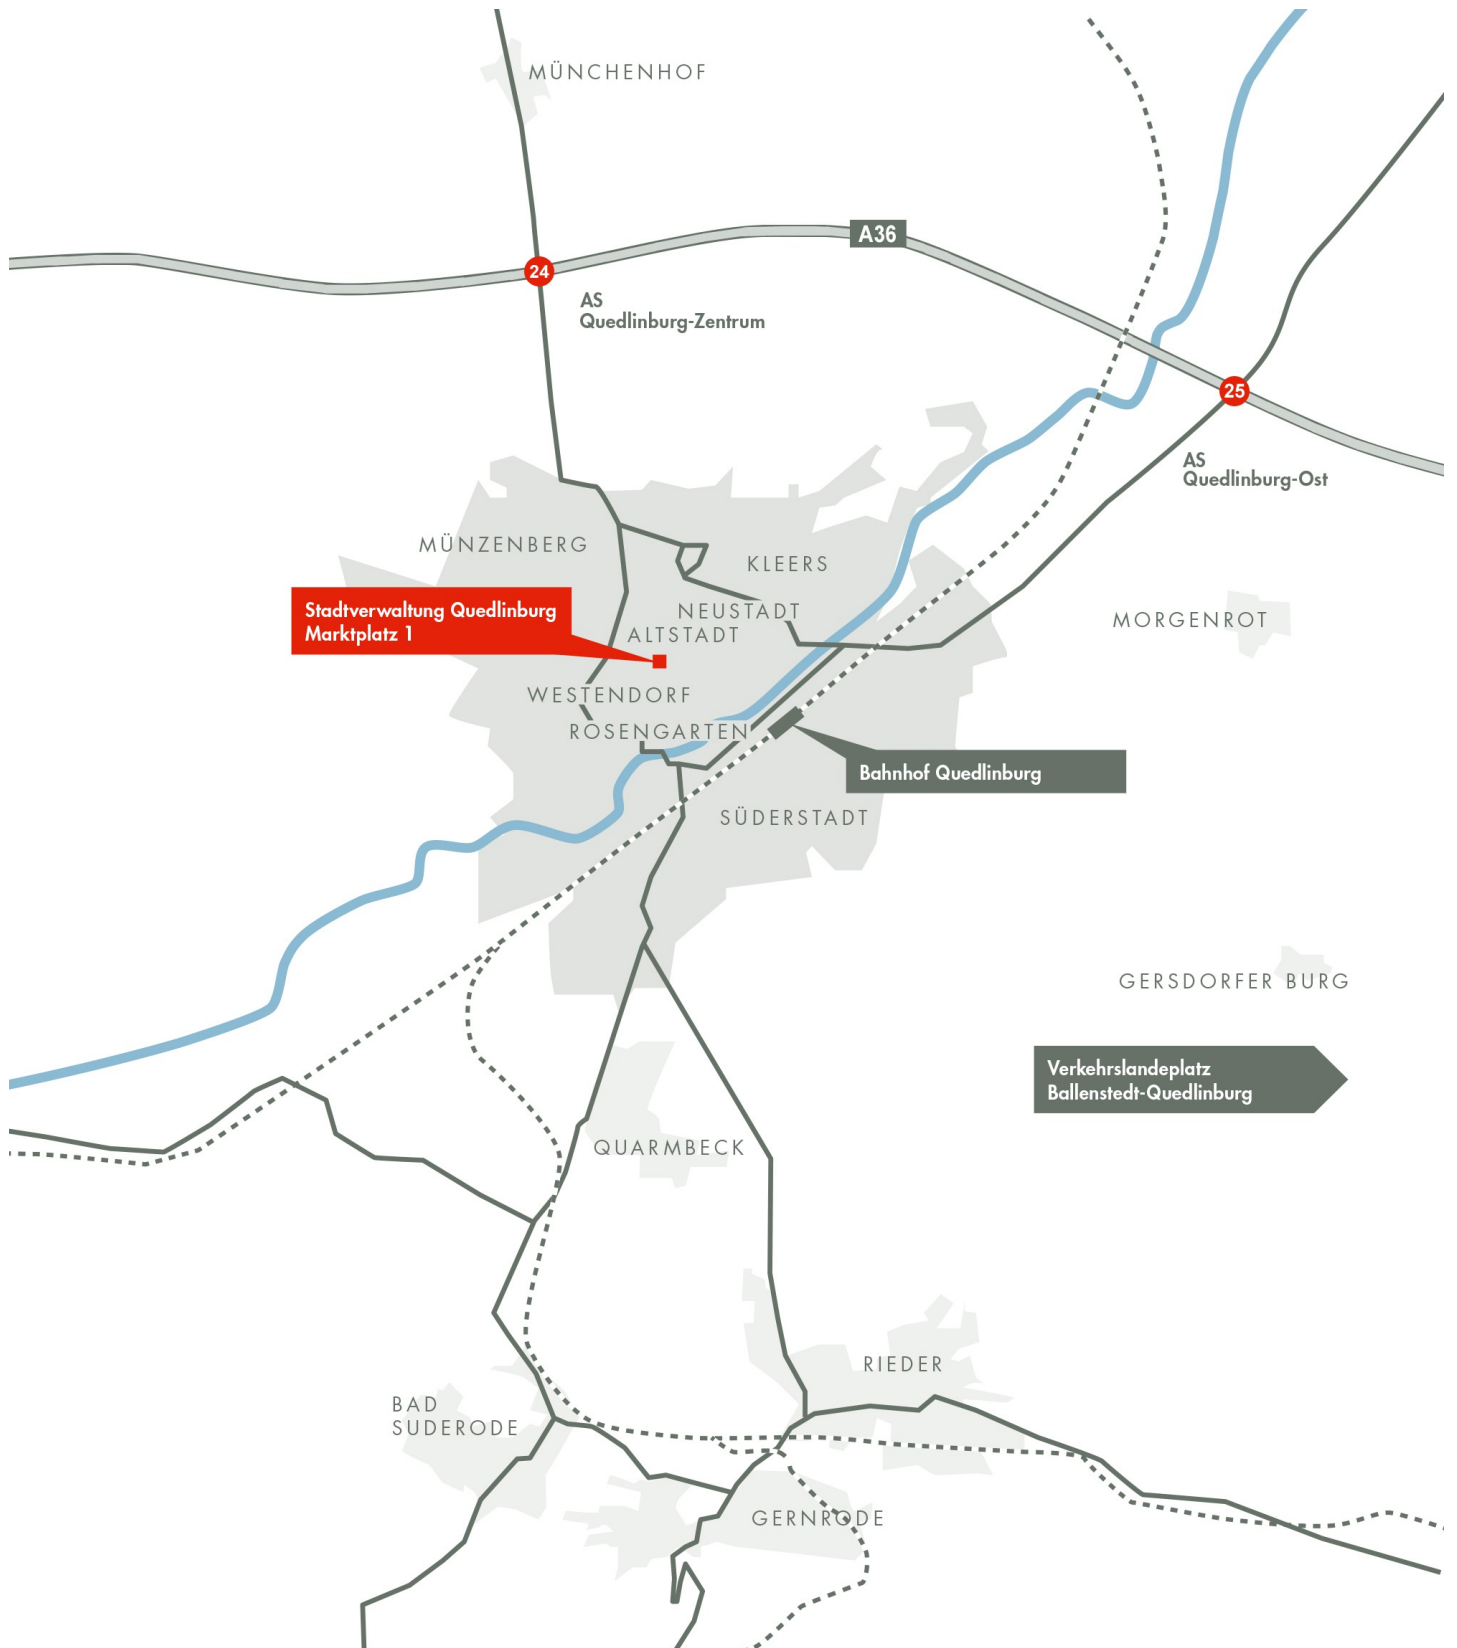 MÜNCHENHOF
A36
24
AS
Quedlinburg-Zentrum
25
AS
Quedlinburg-Ost
MÜNZENBERG
KLEERS
Stadtverwaltung Quedlinburg
Marktplatz 1
NEUSTADT
ALTSTADT
MORGENROT
WESTENDORF
ROSENGARTEN
Bahnhof Quedlinburg
SÜDERSTADT
GERSDORFER BURG
Verkehrslandeplatz
Ballenstedt-Quedlinburg
QUARMBECK
RIEDER
BAD
SUDERODE
GERNRODE